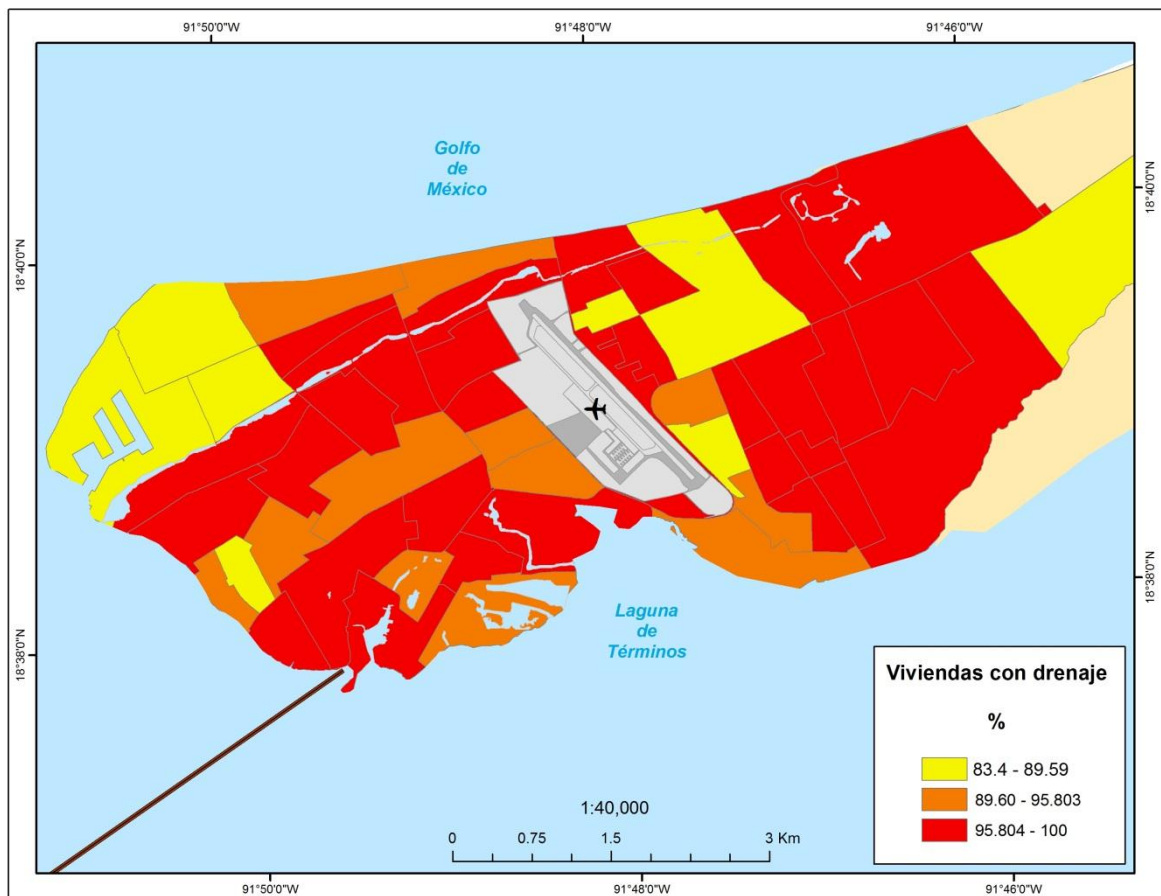 91°50'0"W
91°48'0"W
91°46'0"W
Golfo
de
México
18°40'0"N
18°40'0"N
18°38'0"N
Laguna
de
Términos
18°38'0"N
Viviendas con drenaje
%
83.4 - 89.59
89.60 - 95.803
95.804 - 100
1:40,000
0 0.75 1.5 3 Km
91°50'0"W
91°48'0"W
91°46'0"W